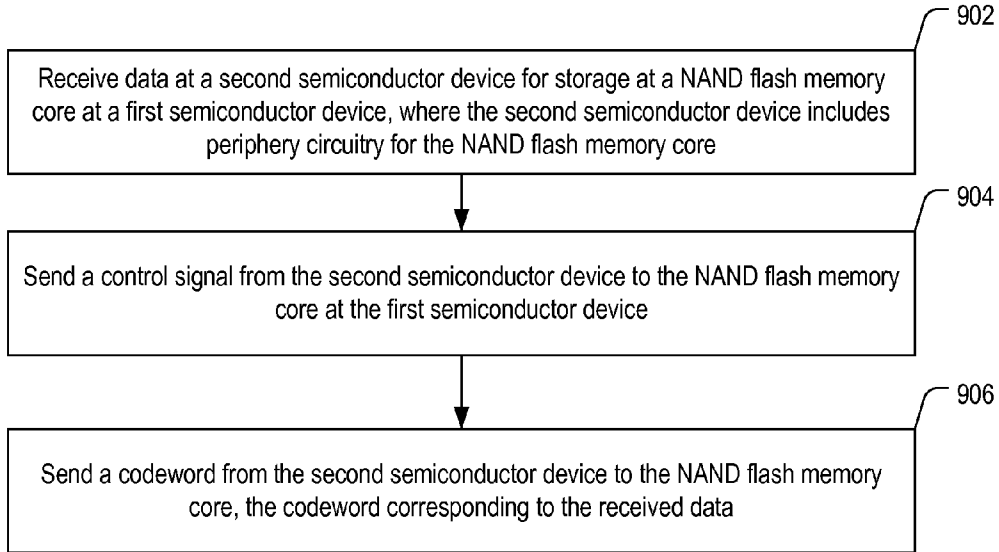 902
Receive data at a second semiconductor device for storage at a NAND flash memory
core at a first semiconductor device, where the second semiconductor device includes
periphery circuitry for the NAND flash memory core
904
Send a control signal from the second semiconductor device to the NAND flash memory
core at the first semiconductor device
906
Send a codeword from the second semiconductor device to the NAND flash memory
core, the codeword corresponding to the received data